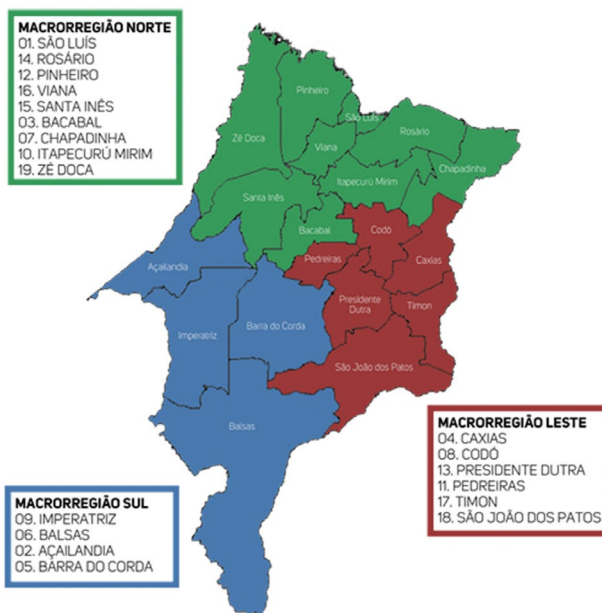 MACRORREGIÃO NORTE
01. SÃO LUÍS
14. ROSÁRIO
12. PINHEIRO
16. VIANA
15. SANTA INÊS
03. BACABAL
07. CHAPADINHA
10. ITAPECURÚ MIRIM
19. ZÉ DOCA
Pinheiro
São Luís
Zé Doca
Viana
Rosário
Chapadinha
Itapecurú Mirim
Santa Inês
Bacabal
Codó
Pedreiras
Caxias
Açailandia
Presidente
Dutra
Timon
Imperatriz
Barra do Corda
São João dos Patos
Balsas
MACRORREGIÃO LESTE
04. CAXIAS
08. CODÓ
13. PRESIDENTE DUTRA
11. PEDREIRAS
17. TIMON
18. SÃO JOÃO DOS PATOS
MACRORREGIÃO SUL
09. IMPERATRIZ
06. BALSAS
02. AÇAILANDIA
05. BARRA DO CORDA